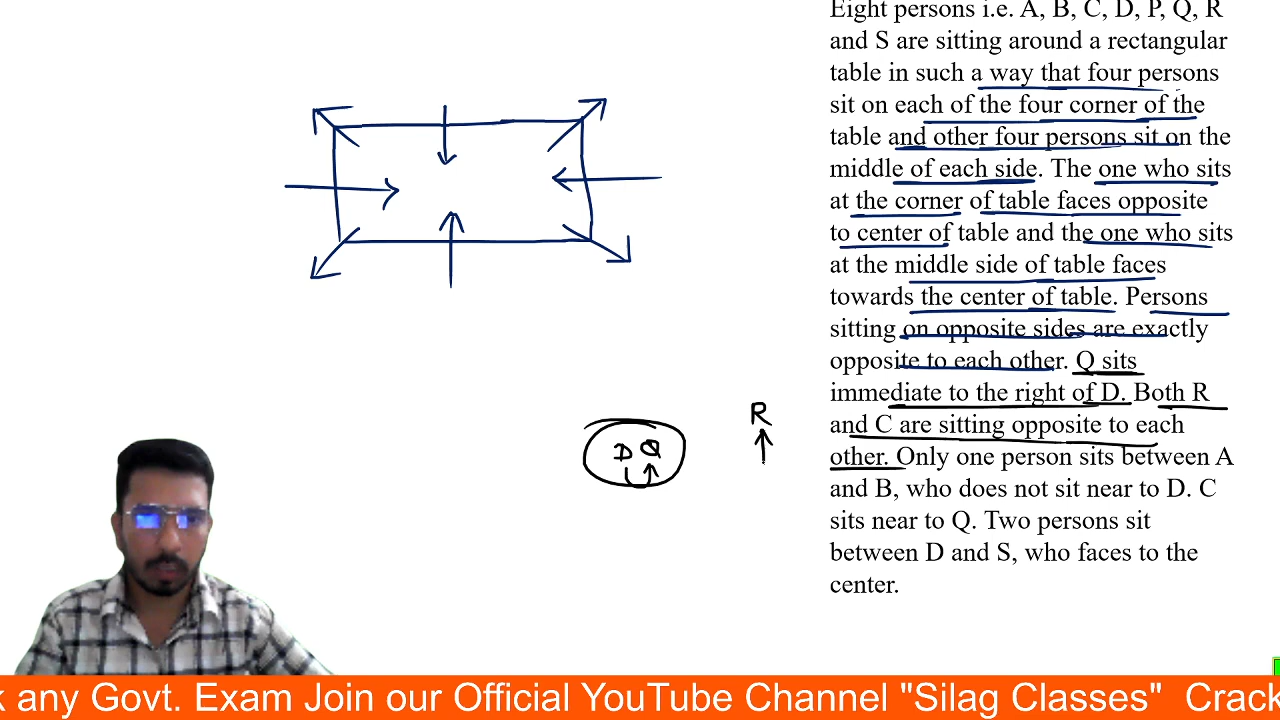 Eight persons i.e. A, B, C, D, P, Q, R
and S are sitting around a rectangular
table in such a way that four persons
sit on each of the four corner of the
table and other four persons sit on the
middle of each side. The one who sits
at the corner of table faces opposite
to center of table and the one who sits
at the middle side of table faces
towards the center of table. Persons
sitting on opposite sides are exactly
opposite to each other. Q sits
immediate to the right of D. Both R
and C are sitting opposite to each
other. Only one person sits between A
and B, who does not sit near to D. C
sits near to Q. Two persons sit
between D and S, who faces to the
center.
D Q
R
k any Govt. Exam Join our Official YouTube Channel "Silag Classes" Crack